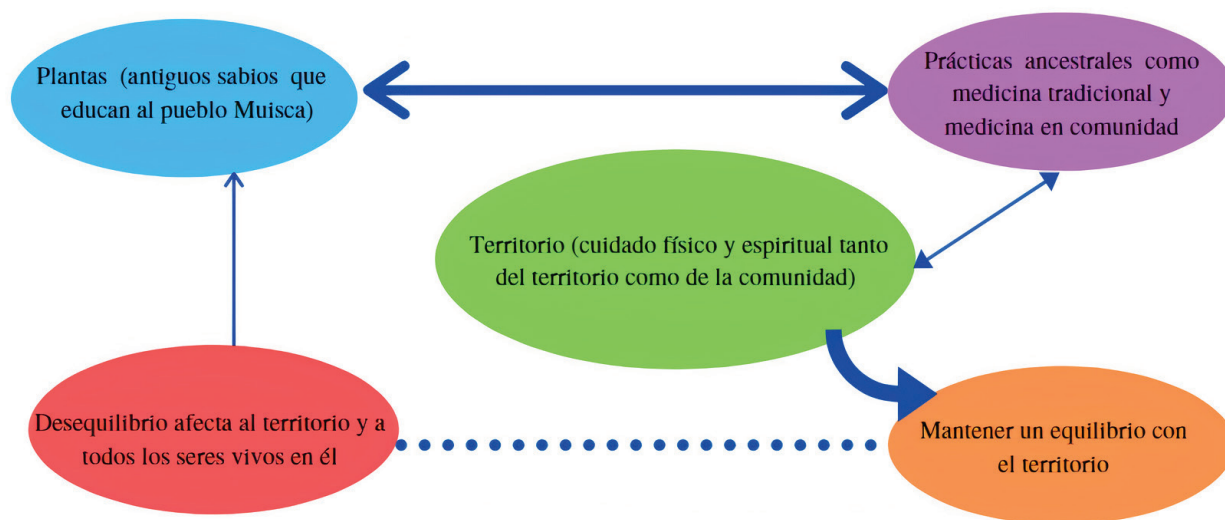 Plantas (antiguos sabios que
educan al pueblo Muisca)
Prácticas ancestrales como
medicina tradicional y
medicina en comunidad
Territorio (cuidado físico y espiritual tanto
del territorio como de la comunidad)
Desequilibrio afecta al territorio y a
todos los seres vivos en él
Mantener un equilibrio con
el territorio